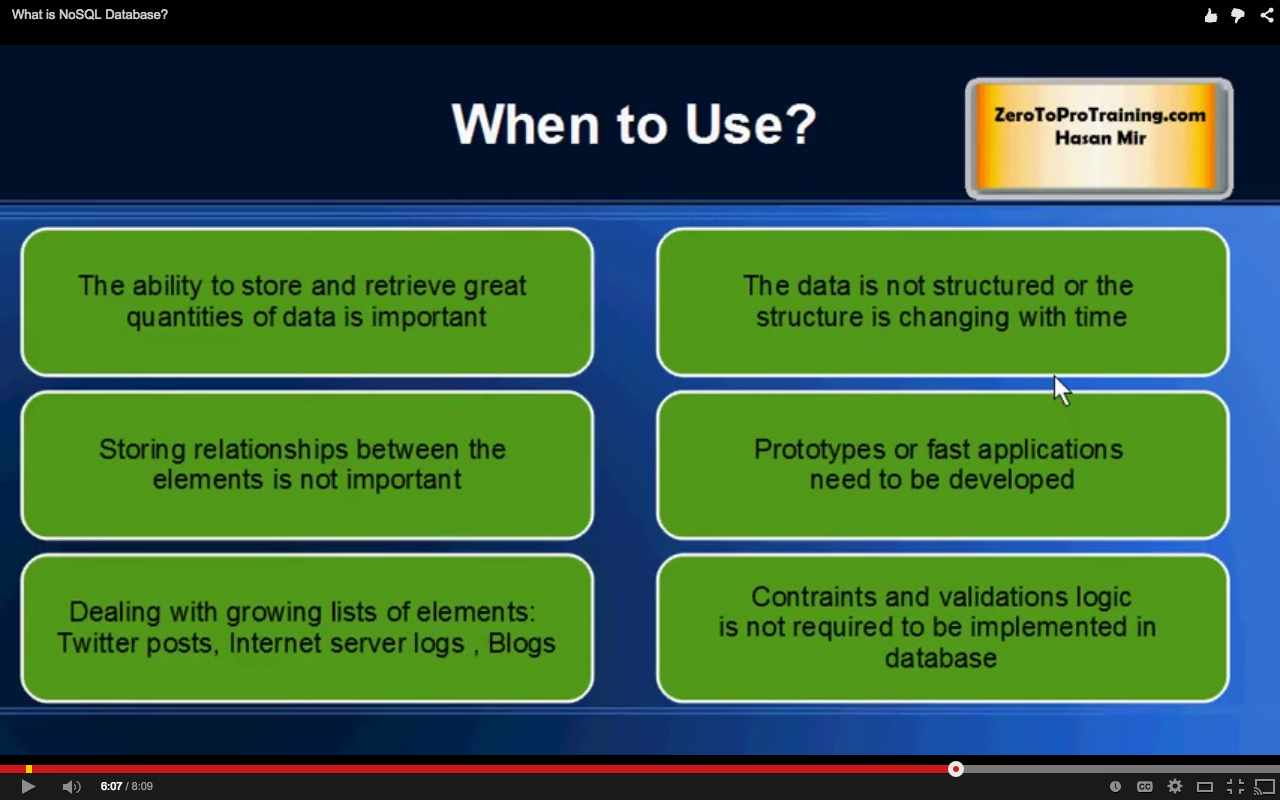 What is NoSQL Database?
When to Use?
ZeroToProTraining.com
Hasan Mir
The ability to store and retrieve great
quantities of data is important
The data is not structured or the
structure is changing with time
Storing relationships between the
elements is not important
Prototypes or fast applications
need to be developed
Dealing with growing lists of elements:
Twitter posts, Internet server logs , Blogs
Contraints and validations logic
is not required to be implemented in
database
6:07 / 8:09
CC